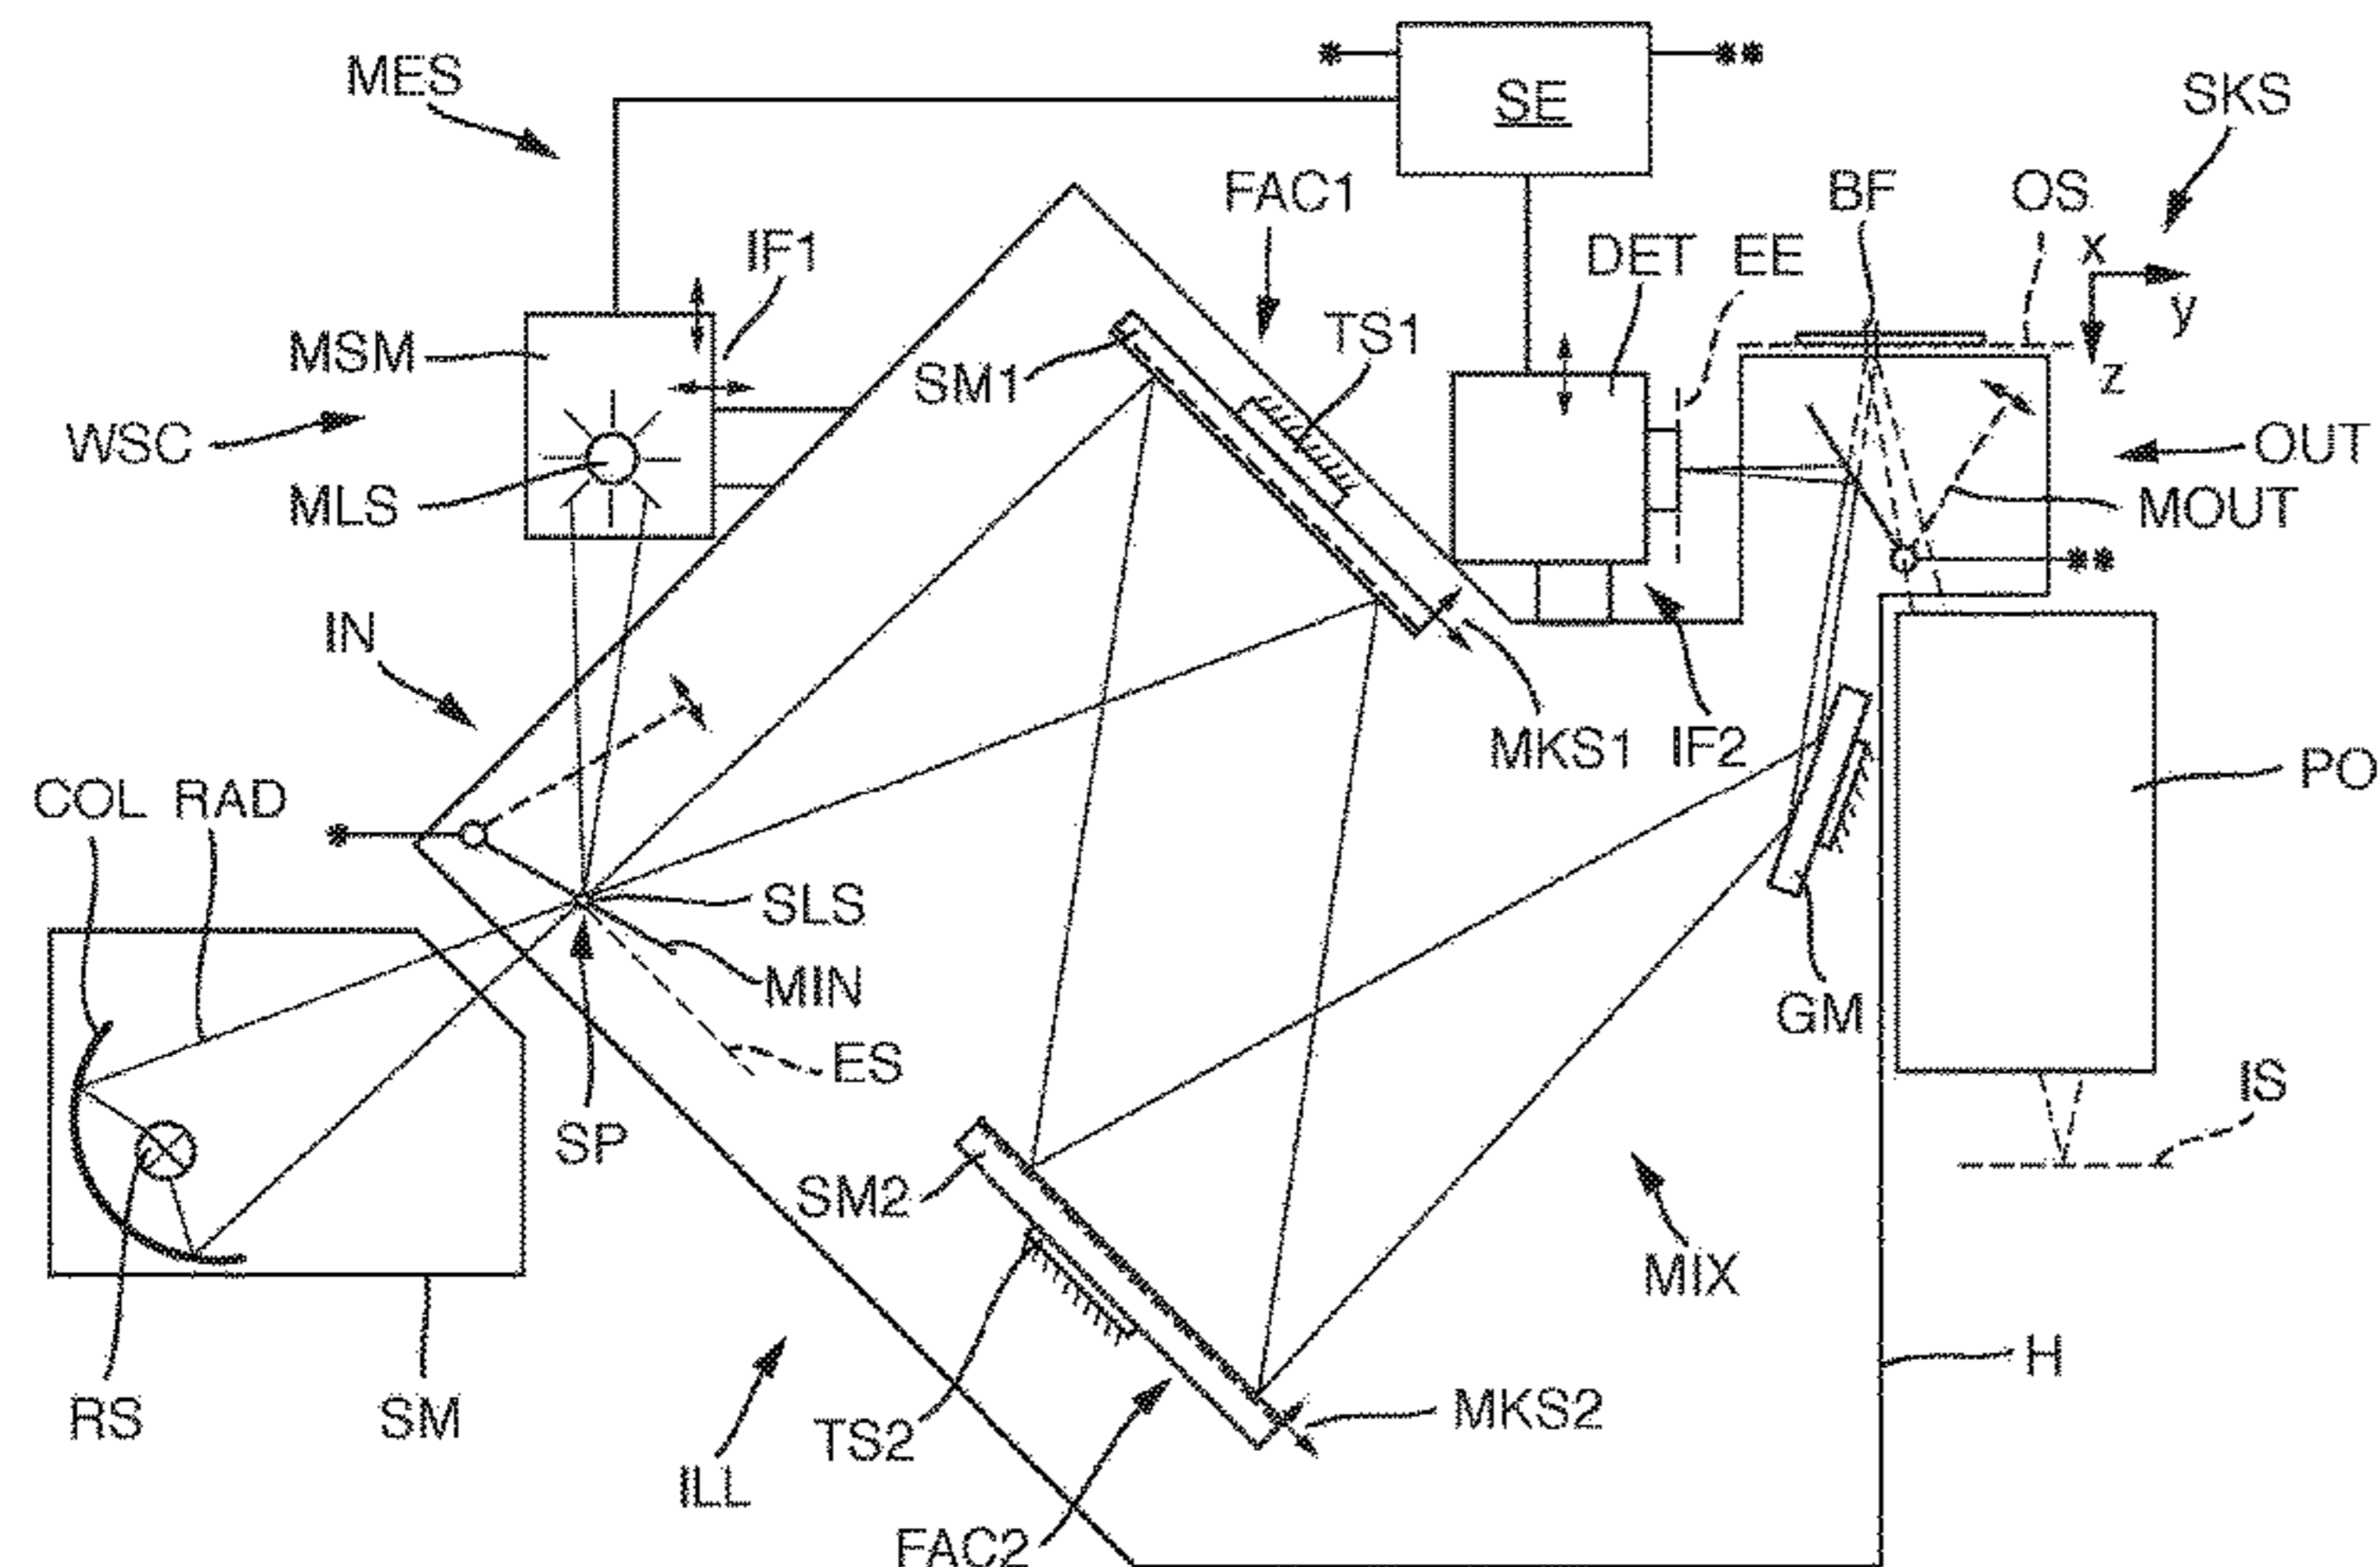 *
**
MES
SE
SKS
FAC1
BF
OS
IF1
DET
EE
x
y
z
MSM
TS1
SM1
WSC
OUT
MLS
MOUT
**
IN
MKS1
IF2
PO
COL
RAD
*
SLS
MIN
GM
ES
IS
SP
SM2
MIX
H
RS
SM
TS2
MKS2
ILL
FAC2